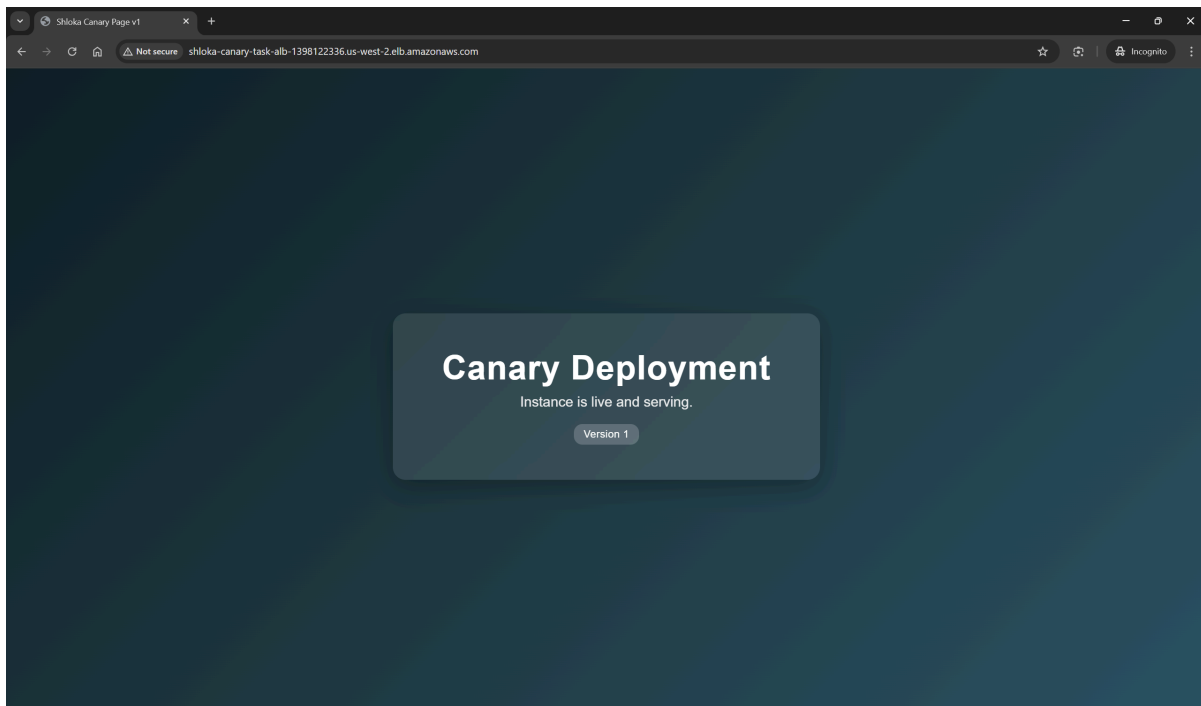 Shloka Canary Page v1
Not secure shloka-canary-task-alb-1398122336.us-west-2.elb.amazonaws.com Incognito
Canary Deployment
Instance is live and serving.
Version 1